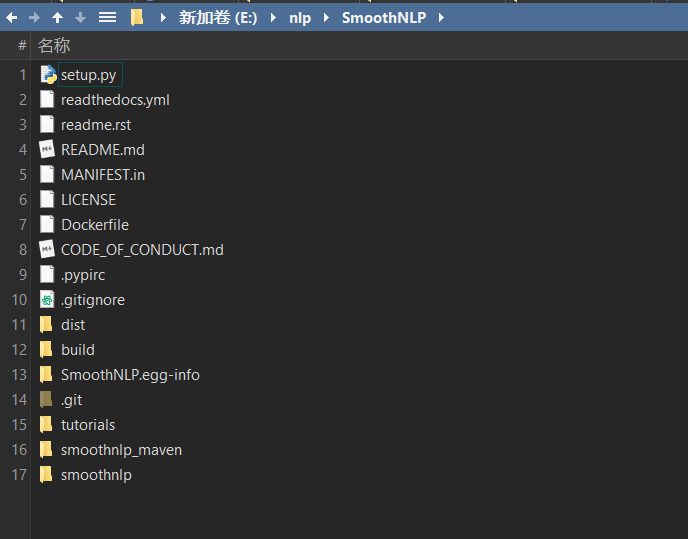 新加卷 (E:) nlp SmoothNLP
# 名称
1 setup.py
2 readthedocs.yml
3 readme.rst
4 README.md
5 MANIFEST.in
6 LICENSE
7 Dockerfile
8 CODE_OF_CONDUCT.md
9 .pypirc
10 .gitignore
11 dist
12 build
13 SmoothNLP.egg-info
14 .git
15 tutorials
16 smoothnlp_maven
17 smoothnlp